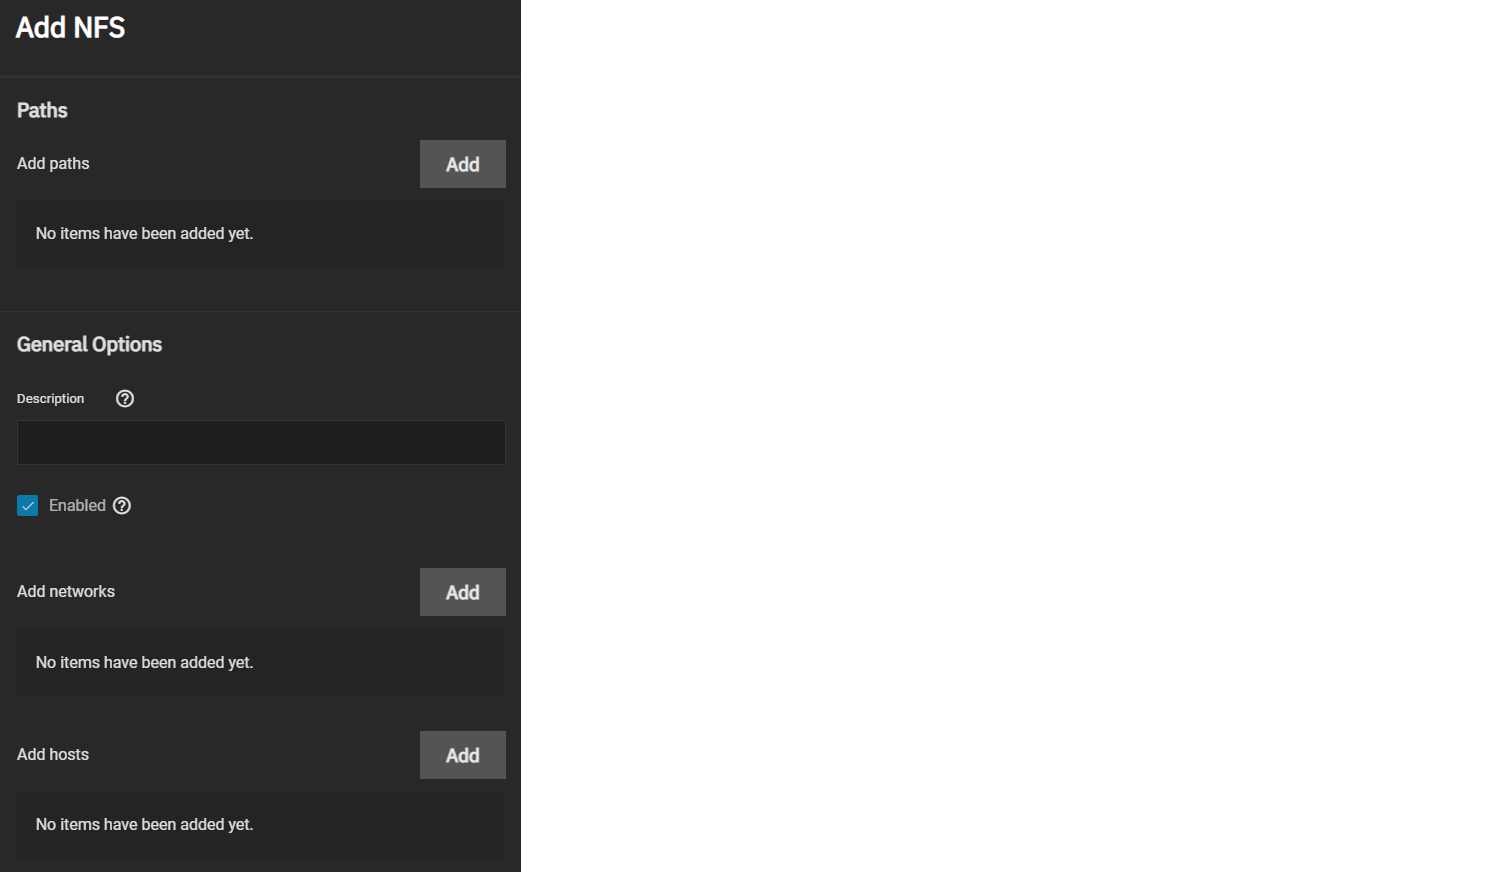 Add NFS
Paths
Add paths
Add
No items have been added yet.
General Options
Description
Enabled
Add networks
Add
No items have been added yet.
Add hosts
Add
No items have been added yet.